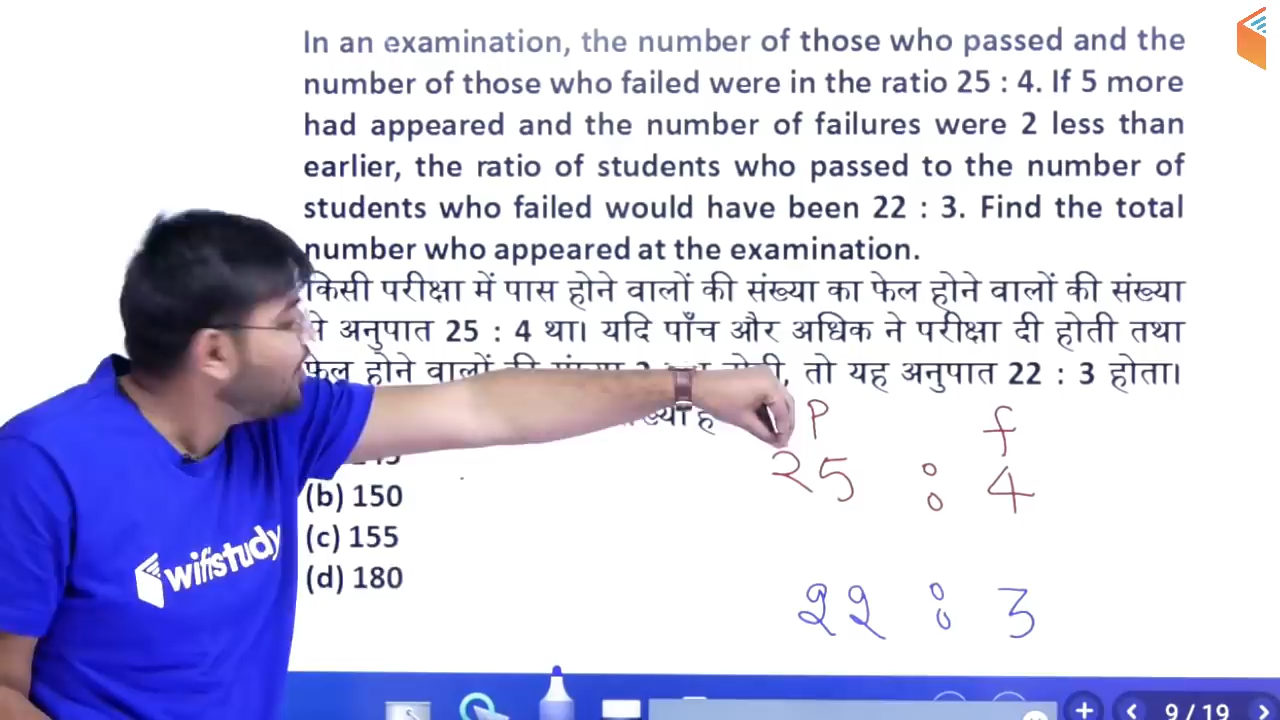 In an examination, the number of those who passed and the
number of those who failed were in the ratio 25 : 4. If 5 more
had appeared and the number of failures were 2 less than
earlier, the ratio of students who passed to the number of
students who failed would have been 22 : 3. Find the total
number who appeared at the examination.
किसी परीक्षा में पास होने वालों की संख्या का फेल होने वालों की संख्या
अनुपात 25 : 4 था। यदि पाँच और अधिक ने परीक्षा दी होती तथा
फेल होने वालों तो यह अनुपात 22 : 3 होता।
P f
25 : 4
(b) 150
(c) 155
(d) 180
22 : 3
wifistudy
9 / 19